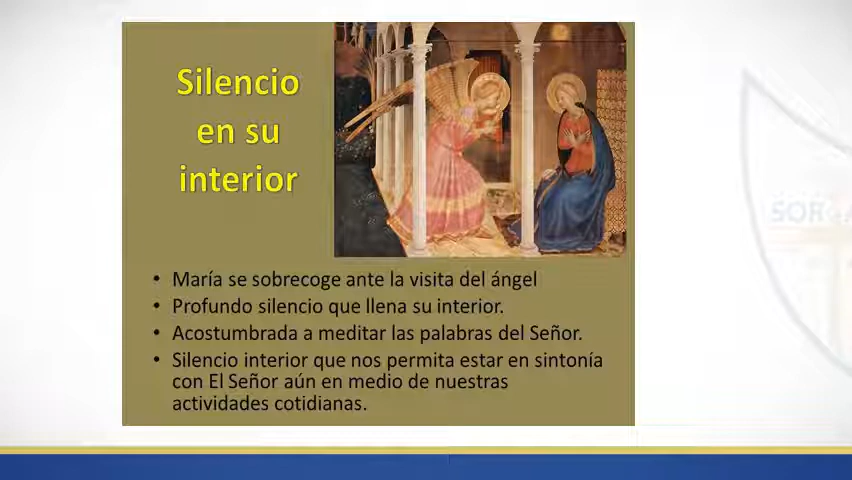 Silencio
en su
interior
• María se sobrecoge ante la visita del ángel
• Profundo silencio que llena su interior.
• Acostumbrada a meditar las palabras del Señor.
• Silencio interior que nos permita estar en sintonía
con El Señor aún en medio de nuestras
actividades cotidianas.
SOR